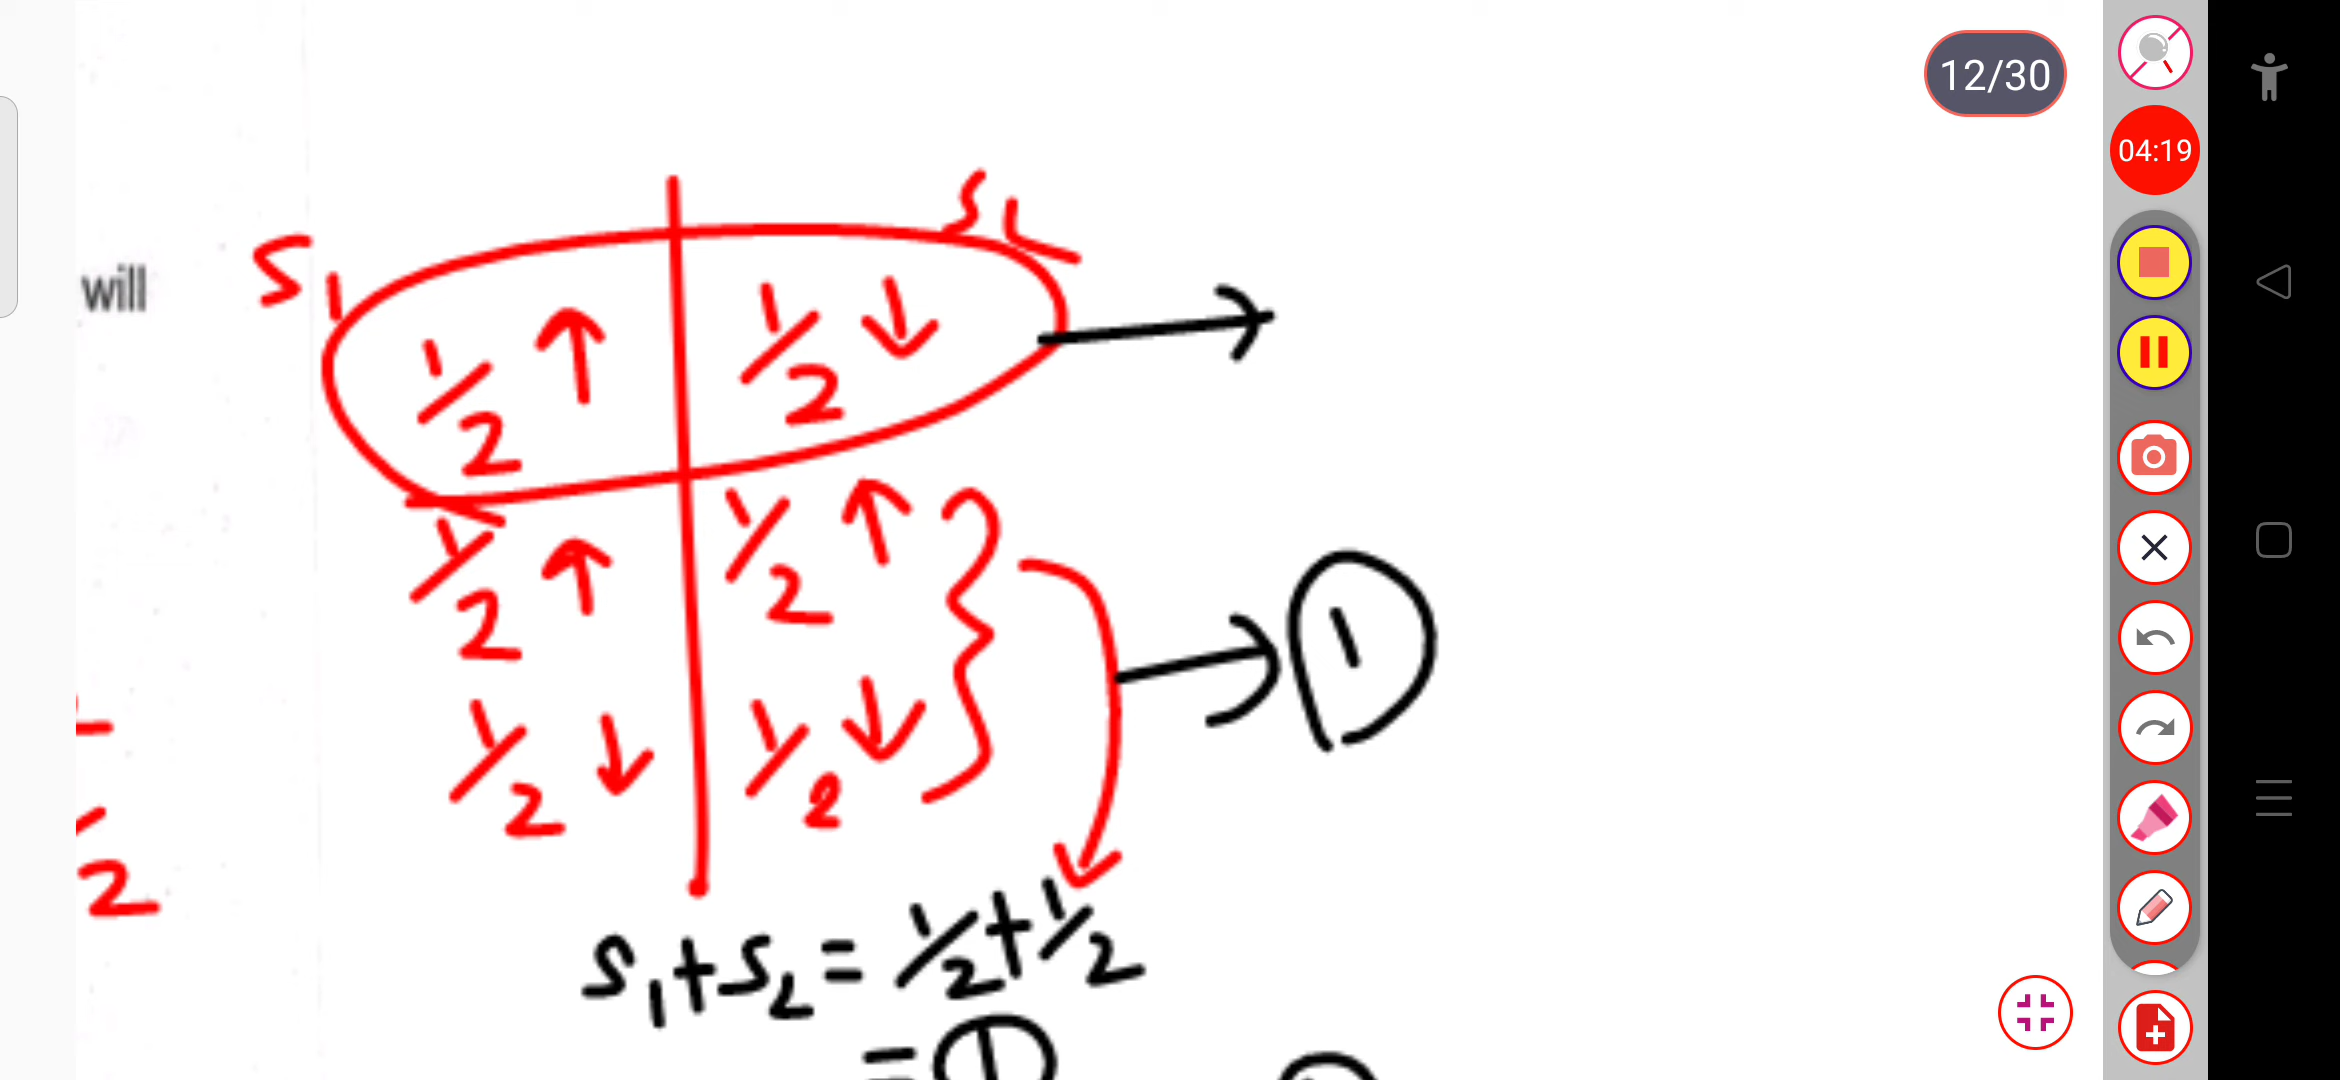 12/30
04:19
S₁ S₂
will
½ ↑ ½ ↓ →
½ ↑ ½ ↑
→ 1
½ ↓ ½ ↓
2
S₁+S₂ = ½+½
= 1